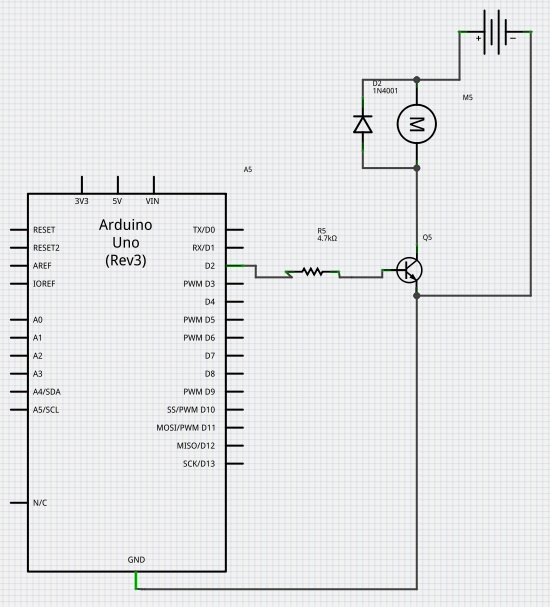 + −
D2
1N4001
M5
M
A5
3V3 5V VIN
Arduino
Uno
(Rev3)
RESET
RESET2
AREF
IOREF
A0
A1
A2
A3
A4/SDA
A5/SCL
N/C
TX/D0
RX/D1
D2
PWM D3
D4
PWM D5
PWM D6
D7
D8
PWM D9
SS/PWM D10
MOSI/PWM D11
MISO/D12
SCK/D13
GND
R5
4.7kΩ
Q5